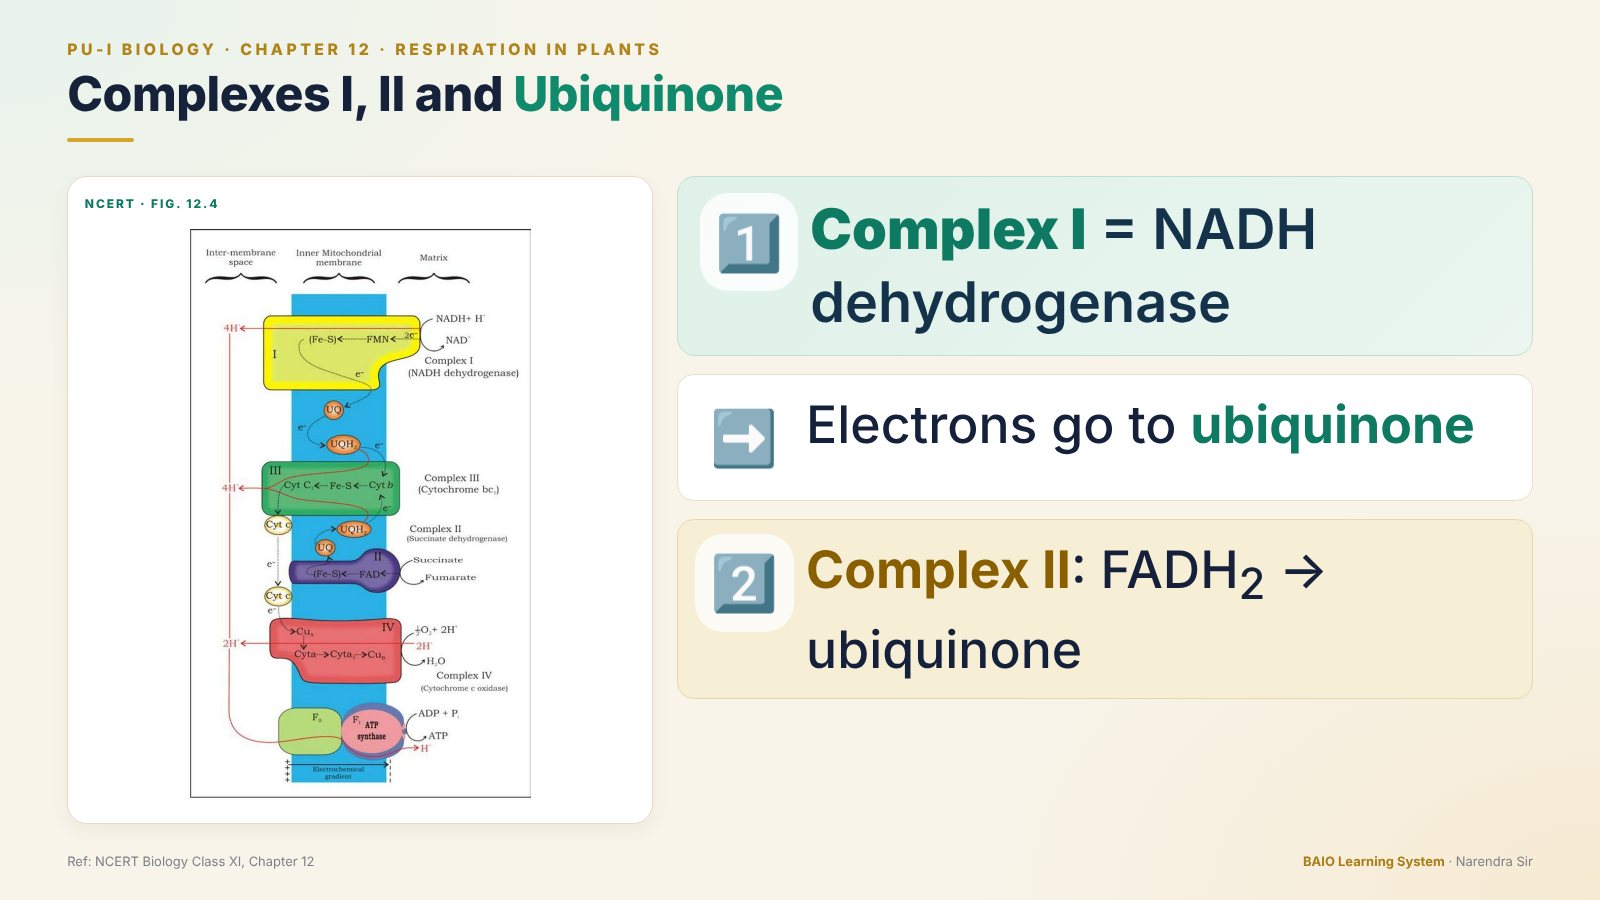 PU-I BIOLOGY · CHAPTER 12 · RESPIRATION IN PLANTS
Complexes I, II and Ubiquinone
NCERT · FIG. 12.4
Inter-membrane space
Inner Mitochondrial membrane
Matrix
4H⁺
NADH+ H⁺
(Fe-S) FMN 2e⁻
NAD⁺
I
Complex I
(NADH dehydrogenase)
e⁻
UQ
e⁻
UQH₂
e⁻
III
Complex III
(Cytochrome bc₁)
4H⁺
Cyt C₁ Fe-S Cyt b
e⁻
Cyt c
UQH₂
Complex II
(Succinate dehydrogenase)
UQ
II
Succinate
e⁻
(Fe-S) FAD
Fumarate
Cyt c
e⁻
IV
½O₂+ 2H⁺
Cu
2H⁺
2H⁺
Cyta Cyta₃ Cu
H₂O
Complex IV
(Cytochrome c oxidase)
F₀
F₁
ATP synthase
ADP + Pᵢ
ATP
H⁺
Electrochemical gradient
1 Complex I = NADH
dehydrogenase
Electrons go to ubiquinone
2 Complex II: FADH₂ →
ubiquinone
Ref: NCERT Biology Class XI, Chapter 12
BAIO Learning System · Narendra Sir